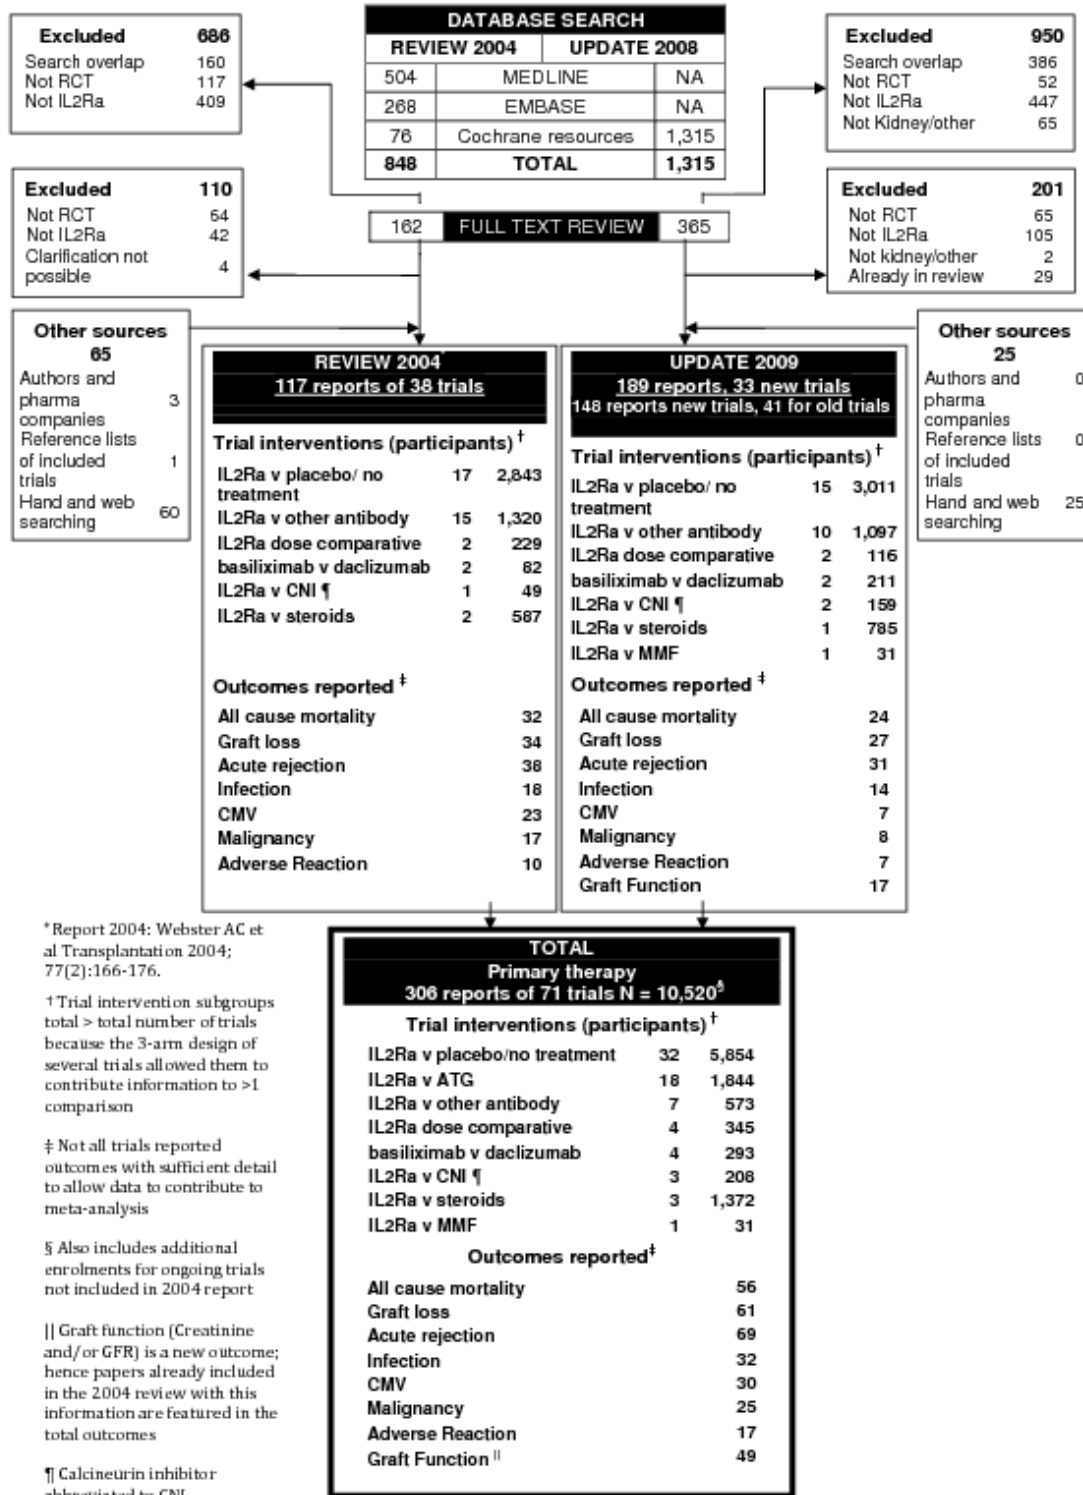 DATABASE SEARCH
REVIEW 2004 UPDATE 2008
504 MEDLINE NA
268 EMBASE NA
76 Cochrane resources 1,315
848 TOTAL 1,315
Excluded 686
Search overlap 160
Not RCT 117
Not IL2Ra 409
Excluded 950
Search overlap 386
Not RCT 52
Not IL2Ra 447
Not Kidney/other 65
162 FULL TEXT REVIEW 365
Excluded 110
Not RCT 64
Not IL2Ra 42
Clarification not
possible 4
Excluded 201
Not RCT 65
Not IL2Ra 105
Not kidney/other 2
Already in review 29
Other sources
65
Authors and
pharma 3
companies
Reference lists
of included 1
trials
Hand and web
searching 60
Other sources
25
Authors and 0
pharma
companies
Reference lists 0
of included
trials
Hand and web 25
searching
REVIEW 2004*
117 reports of 38 trials
Trial interventions (participants) †
IL2Ra v placebo/ no 17 2,843
treatment
IL2Ra v other antibody 15 1,320
IL2Ra dose comparative 2 229
basiliximab v daclizumab 2 82
IL2Ra v CNI ¶ 1 49
IL2Ra v steroids 2 587
Outcomes reported ‡
All cause mortality 32
Graft loss 34
Acute rejection 38
Infection 18
CMV 23
Malignancy 17
Adverse Reaction 10
UPDATE 2009
189 reports, 33 new trials
148 reports new trials, 41 for old trials
Trial interventions (participants) †
IL2Ra v placebo/ no 15 3,011
treatment
IL2Ra v other antibody 10 1,097
IL2Ra dose comparative 2 116
basiliximab v daclizumab 2 211
IL2Ra v CNI ¶ 2 159
IL2Ra v steroids 1 785
IL2Ra v MMF 1 31
Outcomes reported ‡
All cause mortality 24
Graft loss 27
Acute rejection 31
Infection 14
CMV 7
Malignancy 8
Adverse Reaction 7
Graft Function 17
TOTAL
Primary therapy
306 reports of 71 trials N = 10,520§
Trial interventions (participants) †
IL2Ra v placebo/no treatment 32 5,854
IL2Ra v ATG 18 1,844
IL2Ra v other antibody 7 573
IL2Ra dose comparative 4 345
basiliximab v daclizumab 4 293
IL2Ra v CNI ¶ 3 208
IL2Ra v steroids 3 1,372
IL2Ra v MMF 1 31
Outcomes reported‡
All cause mortality 56
Graft loss 61
Acute rejection 69
Infection 32
CMV 30
Malignancy 25
Adverse Reaction 17
Graft Function || 49
*Report 2004: Webster AC et
al Transplantation 2004;
77(2):166-176.
† Trial intervention subgroups
total > total number of trials
because the 3-arm design of
several trials allowed them to
contribute information to >1
comparison
‡ Not all trials reported
outcomes with sufficient detail
to allow data to contribute to
meta-analysis
§ Also includes additional
enrolments for ongoing trials
not included in 2004 report
|| Graft function (Creatinine
and/or GFR) is a new outcome;
hence papers already included
in the 2004 review with this
information are featured in the
total outcomes
¶ Calcineurin inhibitor
abbreviated to CNI